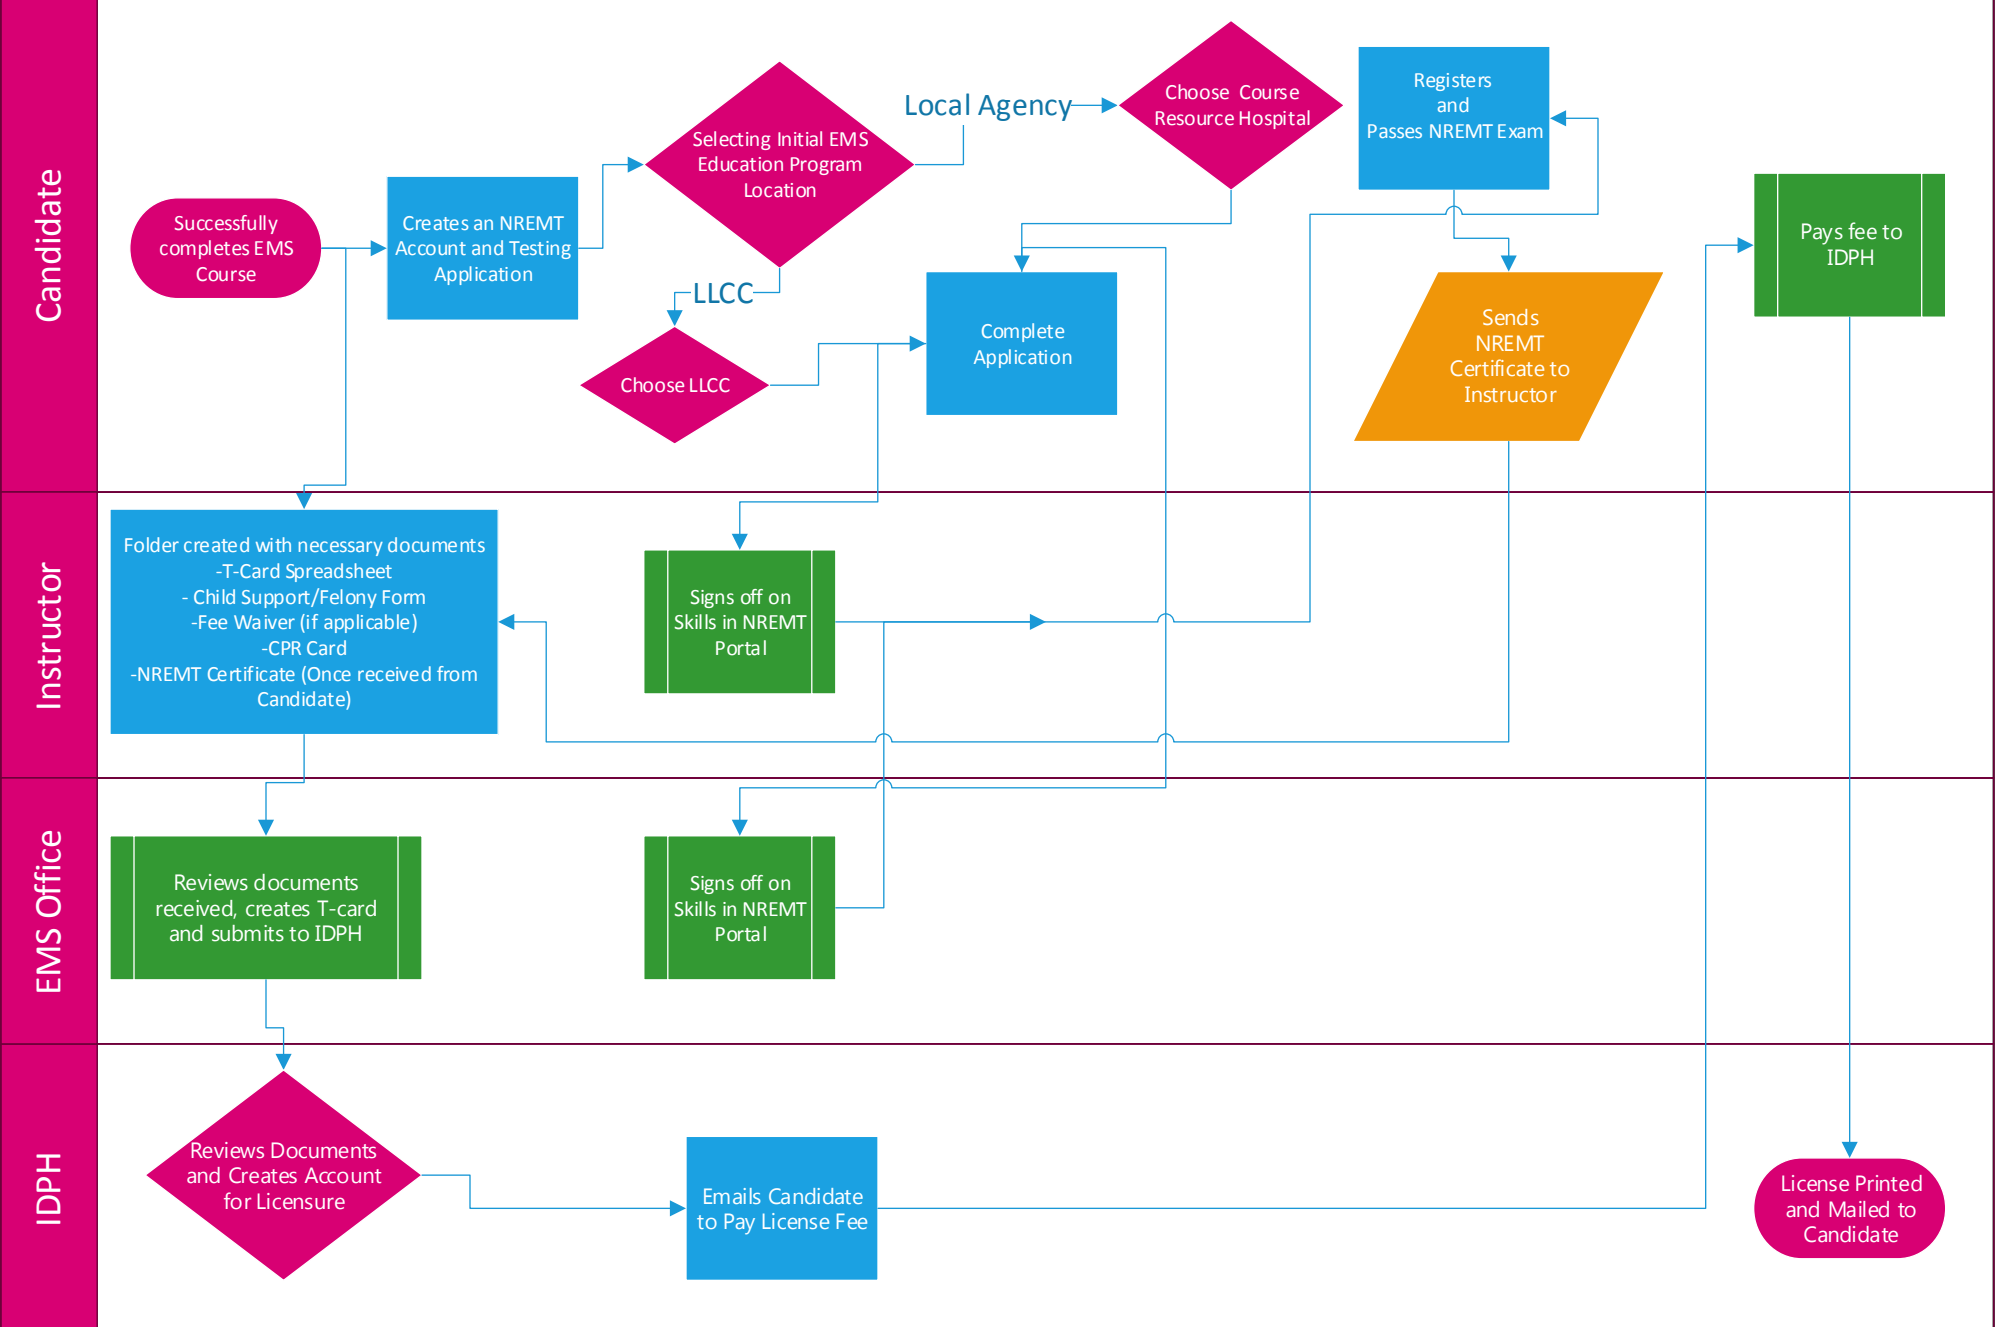 Candidate
Successfully
completes EMS
Course
Creates an NREMT
Account and Testing
Application
Selecting Initial EMS
Education Program
Location
Local Agency
LLCC
Choose LLCC
Choose Course
Resource Hospital
Complete
Application
Registers
and
Passes NREMT Exam
Sends
NREMT
Certificate to
Instructor
Pays fee to
IDPH
Instructor
Folder created with necessary documents
-T-Card Spreadsheet
- Child Support/Felony Form
-Fee Waiver (if applicable)
-CPR Card
-NREMT Certificate (Once received from
Candidate)
Signs off on
Skills in NREMT
Portal
EMS Office
Reviews documents
received, creates T-card
and submits to IDPH
Signs off on
Skills in NREMT
Portal
IDPH
Reviews Documents
and Creates Account
for Licensure
Emails Candidate
to Pay License Fee
License Printed
and Mailed to
Candidate